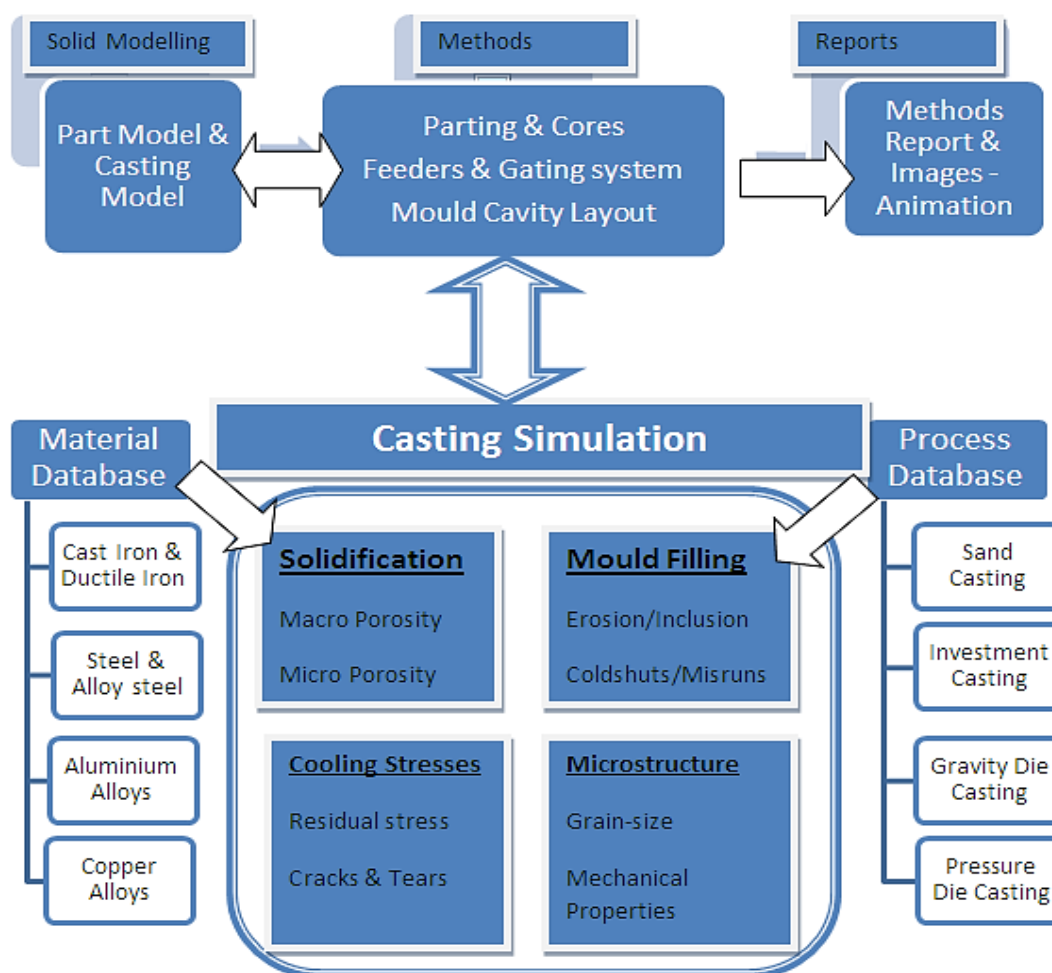 Solid Modelling
Methods
Reports
Part Model &
Casting
Model
Parting & Cores
Feeders & Gating system
Mould Cavity Layout
Methods
Report &
Images -
Animation
Casting Simulation
Material
Database
Cast Iron &
Ductile Iron
Steel &
Alloy steel
Aluminium
Alloys
Copper
Alloys
Solidification
Macro Porosity
Micro Porosity
Mould Filling
Erosion/Inclusion
Coldshuts/Misruns
Cooling Stresses
Residual stress
Cracks & Tears
Microstructure
Grain-size
Mechanical
Properties
Process
Database
Sand
Casting
Investment
Casting
Gravity Die
Casting
Pressure
Die Casting